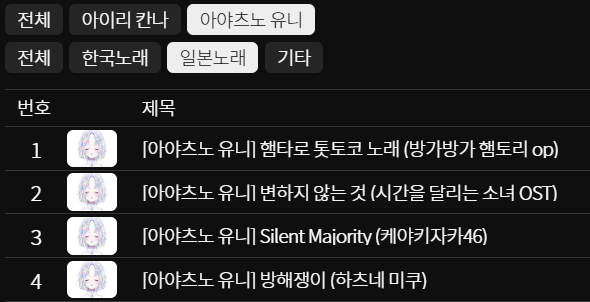 전체 아이리 칸나 아야츠노 유니
전체 한국노래 일본노래 기타
번호 제목
1 [아야츠노 유니] 햄타로 톳토코 노래 (방가방가 햄토리 op)
2 [아야츠노 유니] 변하지 않는 것 (시간을 달리는 소녀 OST)
3 [아야츠노 유니] Silent Majority (케야키자카46)
4 [아야츠노 유니] 방해쟁이 (하츠네 미쿠)